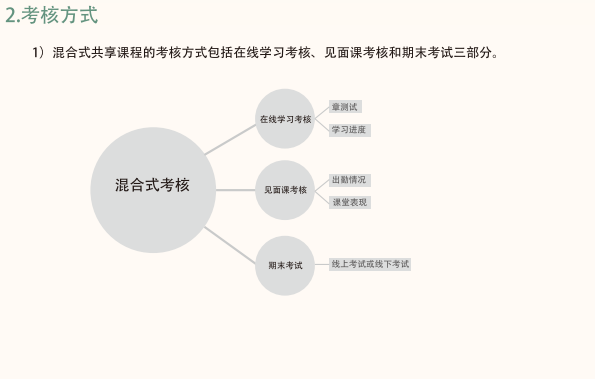 2.考核方式
1）混合式共享课程的考核方式包括在线学习考核、见面课考核和期末考试三部分。
混合式考核
在线学习考核
章测试
学习进度
见面课考核
出勤情况
课堂表现
期末考试
线上考试或线下考试